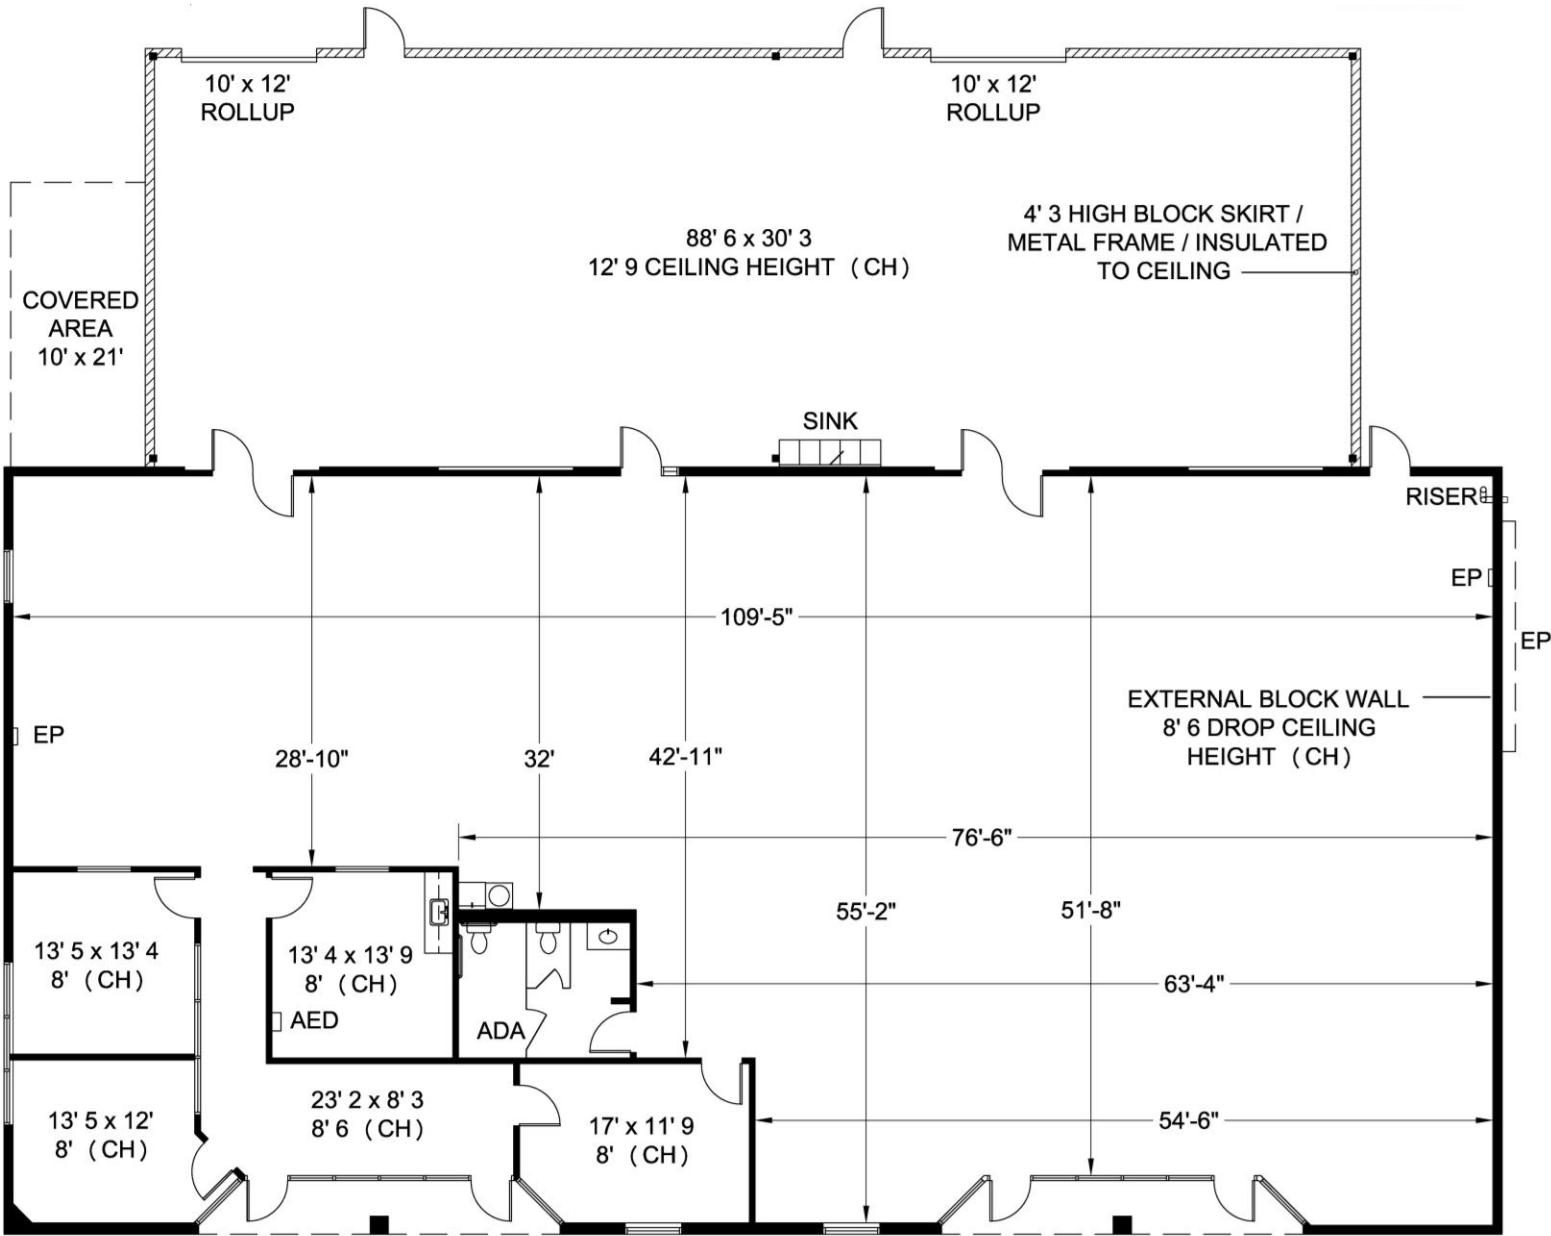 10' x 12'
ROLLUP
10' x 12'
ROLLUP
4' 3 HIGH BLOCK SKIRT /
METAL FRAME / INSULATED
TO CEILING
88' 6 x 30' 3
12' 9 CEILING HEIGHT (CH)
COVERED
AREA
10' x 21'
SINK
RISER
EP
109'-5"
EP
EXTERNAL BLOCK WALL
8' 6 DROP CEILING
HEIGHT (CH)
EP
28'-10"
32'
42'-11"
76'-6"
55'-2"
51'-8"
13' 5 x 13' 4
8' (CH)
13' 4 x 13' 9
8' (CH)
63'-4"
AED
ADA
23' 2 x 8' 3
8' 6 (CH)
13' 5 x 12'
8' (CH)
17' x 11' 9
8' (CH)
54'-6"